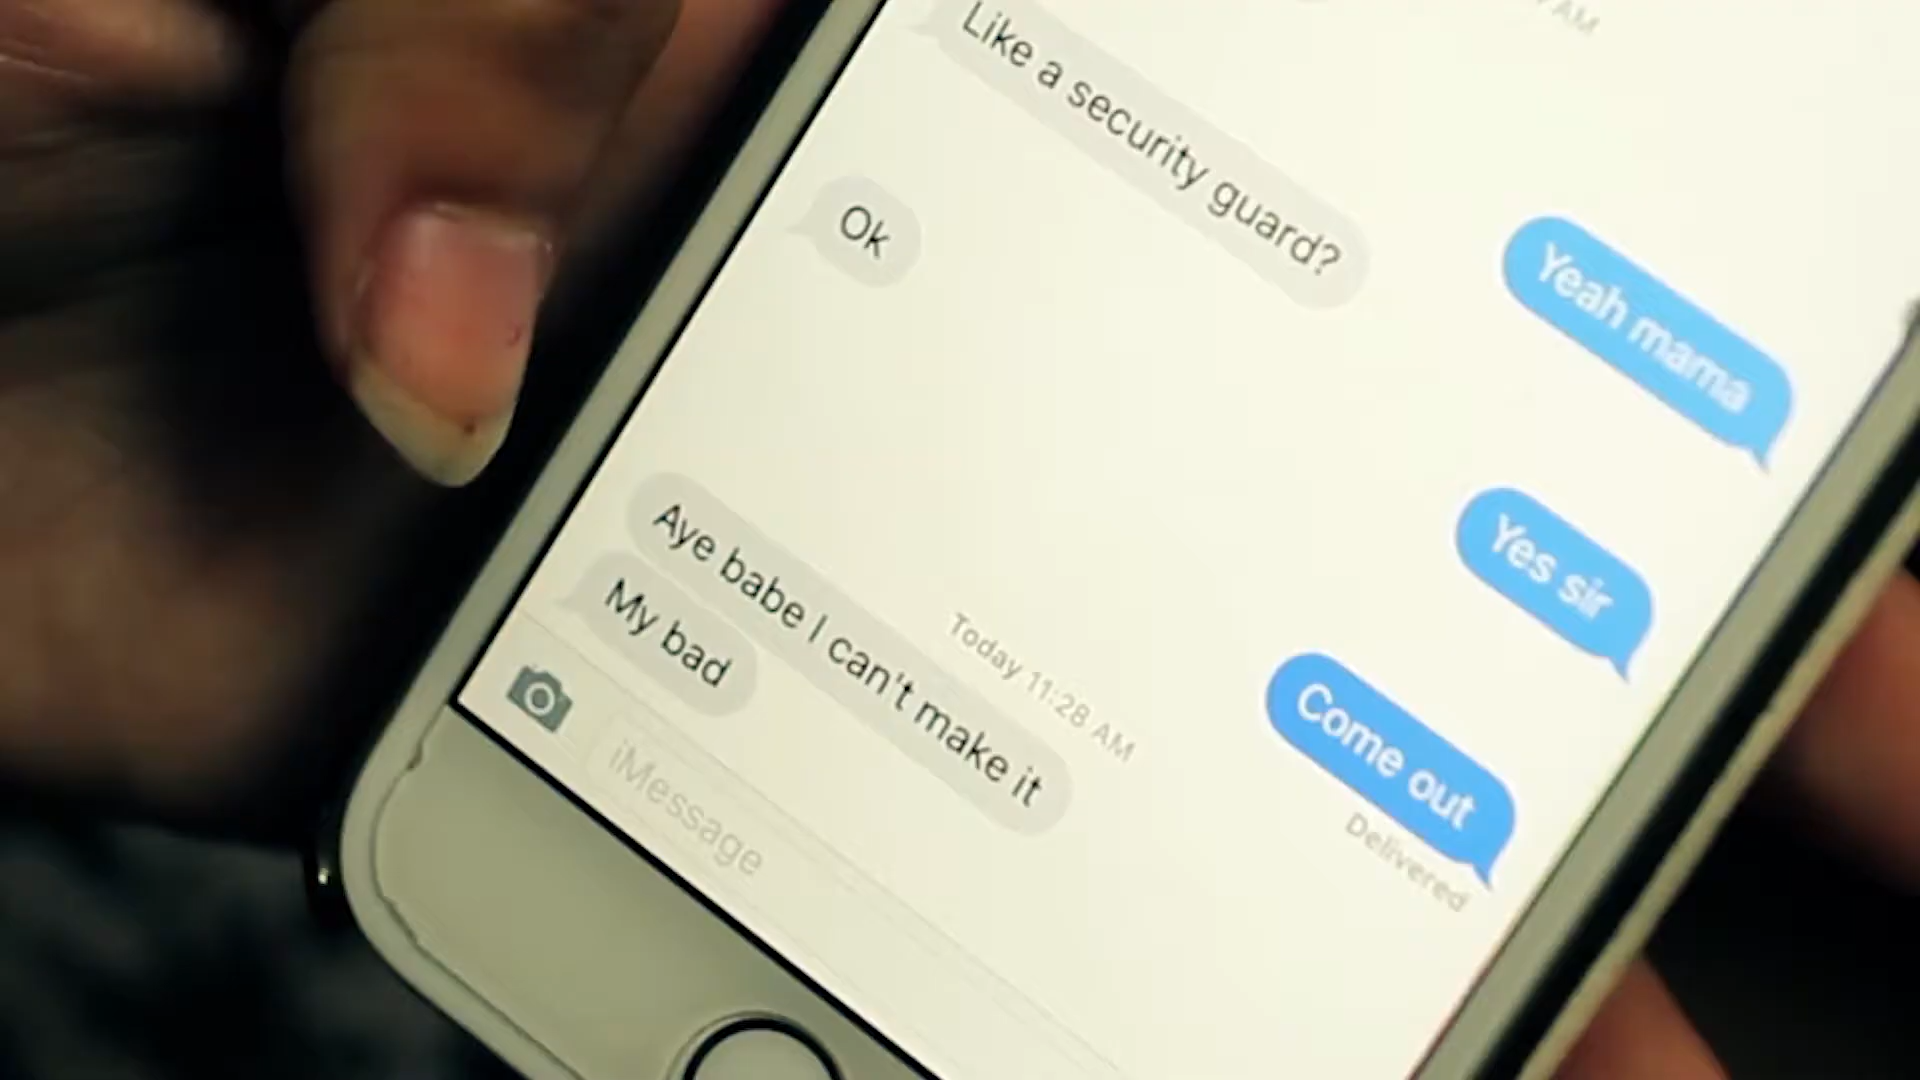 AM
Yeah mama
Like a security guard?
Yes sir
Ok
Come out
Delivered
Today 11:28 AM
Aye babe I can't make it
My bad
iMessage